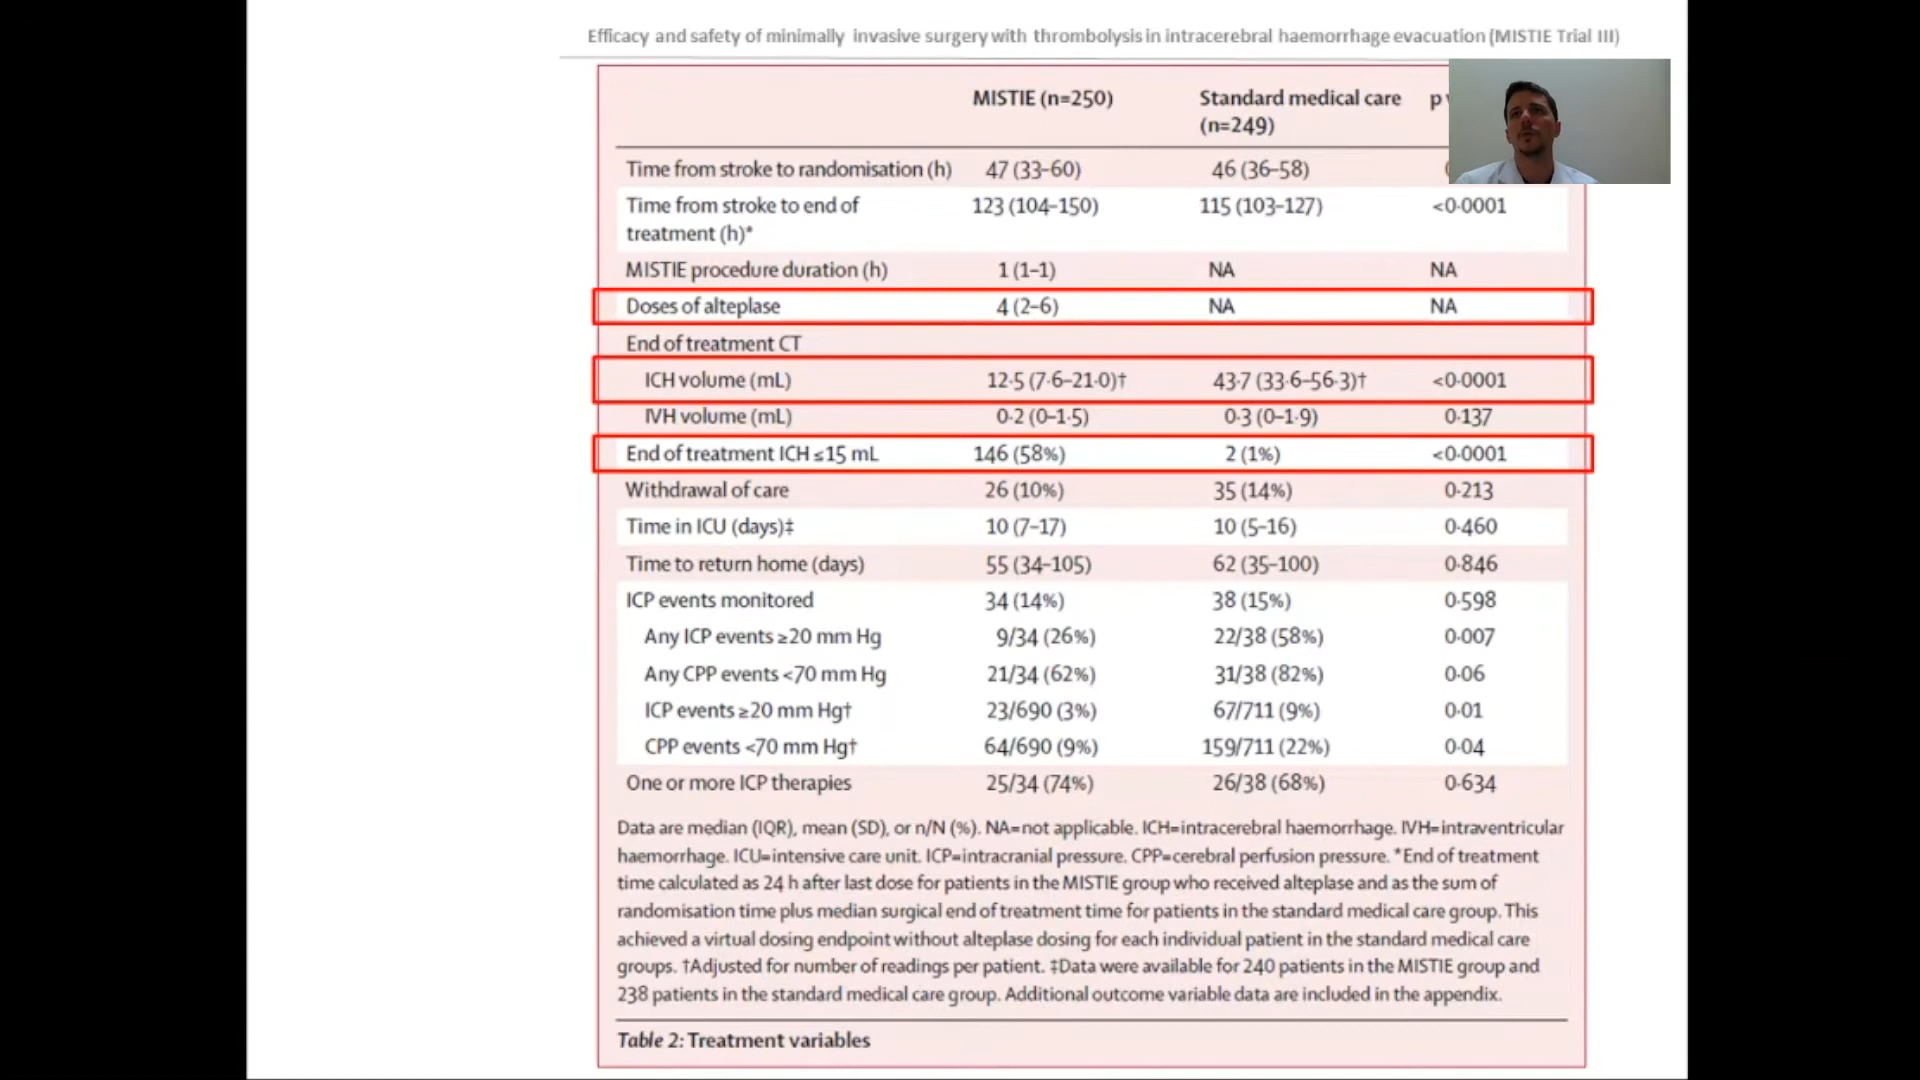 Efficacy and safety of minimally invasive surgery with thrombolysis in intracerebral haemorrhage evacuation (MISTIE Trial III)
MISTIE (n=250) Standard medical care (n=249) p
Time from stroke to randomisation (h) 47 (33–60) 46 (36–58)
Time from stroke to end of treatment (h)* 123 (104–150) 115 (103–127) <0·0001
MISTIE procedure duration (h) 1 (1–1) NA NA
Doses of alteplase 4 (2–6) NA NA
End of treatment CT
ICH volume (mL) 12·5 (7·6–21·0)† 43·7 (33·6–56·3)† <0·0001
IVH volume (mL) 0·2 (0–1·5) 0·3 (0–1·9) 0·137
End of treatment ICH ≤15 mL 146 (58%) 2 (1%) <0·0001
Withdrawal of care 26 (10%) 35 (14%) 0·213
Time in ICU (days)‡ 10 (7–17) 10 (5–16) 0·460
Time to return home (days) 55 (34–105) 62 (35–100) 0·846
ICP events monitored 34 (14%) 38 (15%) 0·598
Any ICP events ≥20 mm Hg 9/34 (26%) 22/38 (58%) 0·007
Any CPP events <70 mm Hg 21/34 (62%) 31/38 (82%) 0·06
ICP events ≥20 mm Hg† 23/690 (3%) 67/711 (9%) 0·01
CPP events <70 mm Hg† 64/690 (9%) 159/711 (22%) 0·04
One or more ICP therapies 25/34 (74%) 26/38 (68%) 0·634
Data are median (IQR), mean (SD), or n/N (%). NA=not applicable. ICH=intracerebral haemorrhage. IVH=intraventricular
haemorrhage. ICU=intensive care unit. ICP=intracranial pressure. CPP=cerebral perfusion pressure. *End of treatment
time calculated as 24 h after last dose for patients in the MISTIE group who received alteplase and as the sum of
randomisation time plus median surgical end of treatment time for patients in the standard medical care group. This
achieved a virtual dosing endpoint without alteplase dosing for each individual patient in the standard medical care
groups. †Adjusted for number of readings per patient. ‡Data were available for 240 patients in the MISTIE group and
238 patients in the standard medical care group. Additional outcome variable data are included in the appendix.
Table 2: Treatment variables